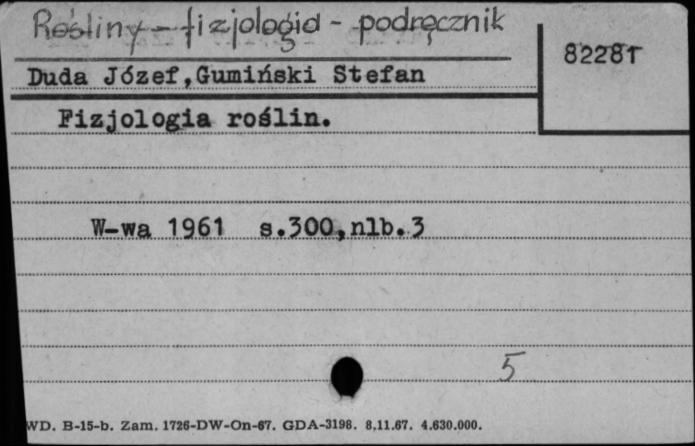 Rośliny - fizjologia - podręcznik
82281
Duda Józef,Gumiński Stefan
Fizjologia roślin.
W-wa 1961 s.300,nlb.3
5
WD. B-15-b. Zam. 1726-DW-On-67. GDA-3198. 8.11.67. 4.630.000.